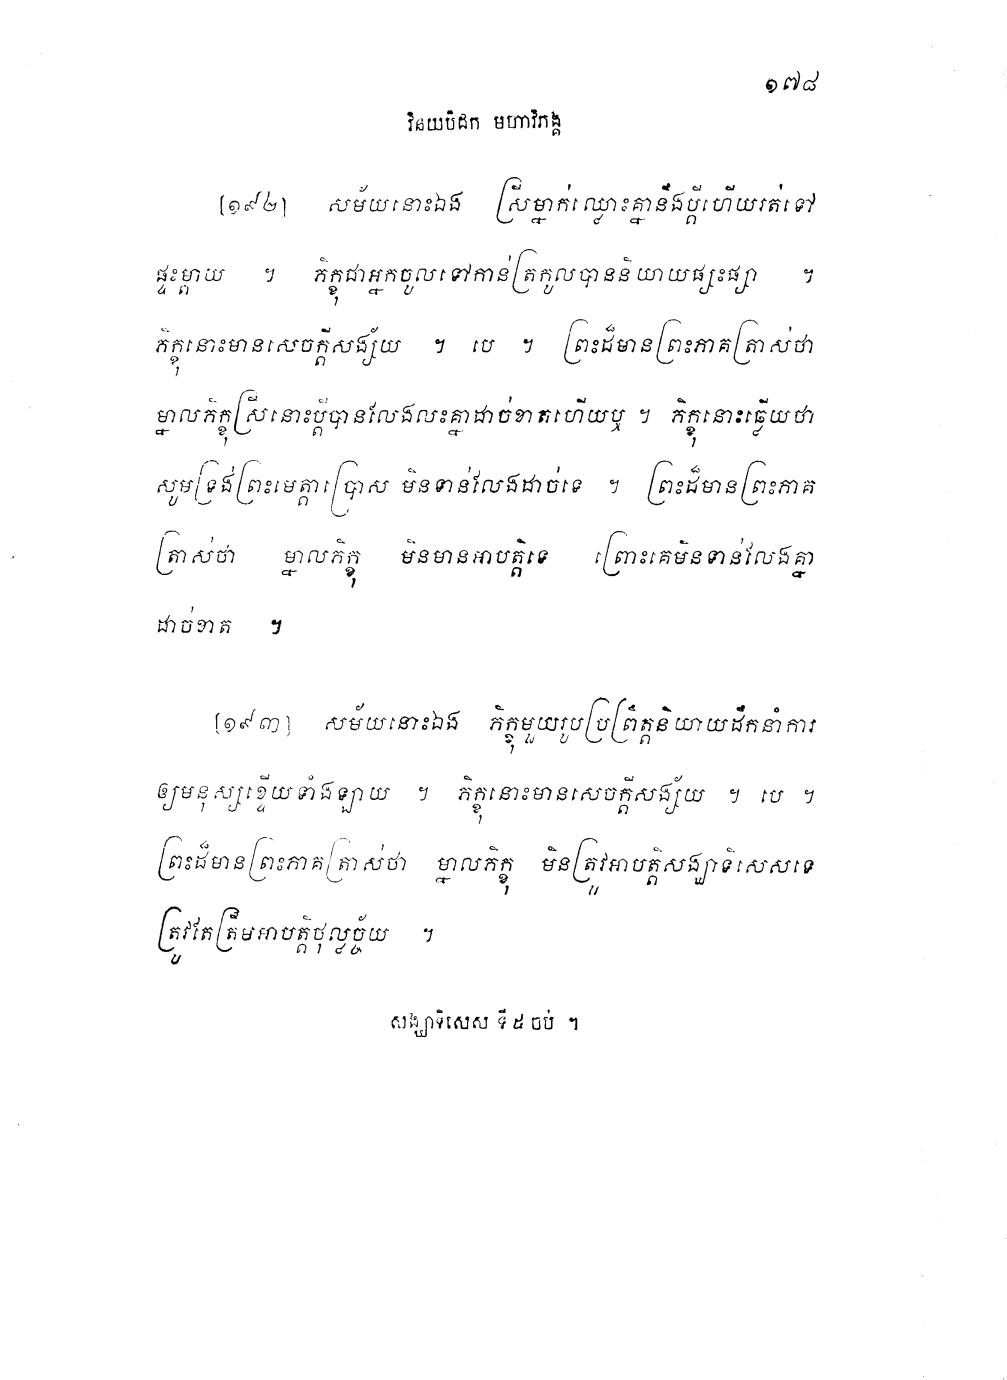 ១៧៨
វិនយបិដក មហាវិភង្គ
[១៩២] សម័យនោះឯង ស្រីម្នាក់ឈ្លោះគ្នានឹងប្តីហើយរត់ទៅ
ផ្ទះម្តាយ ។ ភិក្ខុជាអ្នកចូលទៅកាន់ត្រកូលបាននិយាយផ្សះផ្សា ។
ភិក្ខុនោះមានសេចក្តីសង្ស័យ ។ បេ ។ ព្រះដ៏មានព្រះភាគត្រាស់ថា
ម្នាលភិក្ខុស្រីនោះប្តីបានលែងលះគ្នាដាច់ខាតហើយឬ ។ ភិក្ខុនោះធ្វើយថា
សូមទ្រង់ព្រះមេត្តាប្រោស មិនទាន់លែងដាច់ទេ ។ ព្រះដ៏មានព្រះភាគ
ត្រាស់ថា ម្នាលភិក្ខុ មិនមានអាបត្តិទេ ព្រោះគេមិនទាន់លែងគ្នា
ដាច់ខាត ។
[១៩៣] សម័យនោះឯង ភិក្ខុមួយរូបប្រព្រឹត្តនិយាយដឹកនាំការ
ឲ្យមនុស្សខ្ទើយទាំងឡាយ ។ ភិក្ខុនោះមានសេចក្តីសង្ស័យ ។ បេ ។
ព្រះដ៏មានព្រះភាគត្រាស់ថា ម្នាលភិក្ខុ មិនត្រូវអាបត្តិសង្ឃាទិសេសទេ
ត្រូវតែត្រឹមអាបត្តិថុល្លច្ច័យ ។
សង្ឃាទិសេស ទី ៥ ចប់ ។